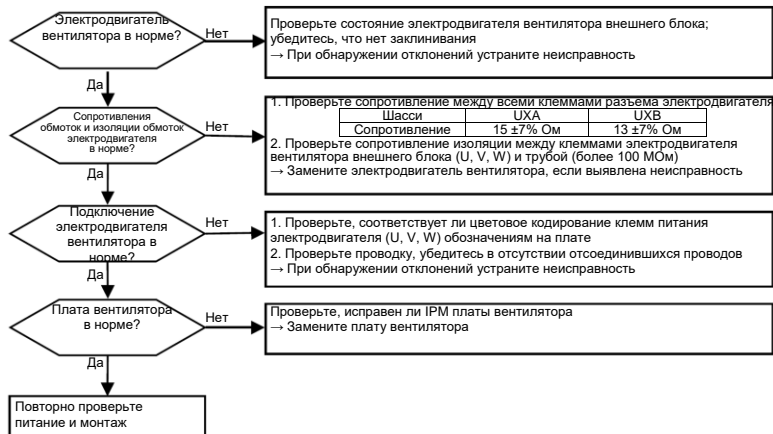 Электродвигатель
вентилятора в норме?
Нет
Проверьте состояние электродвигателя вентилятора внешнего блока;
убедитесь, что нет заклинивания
→ При обнаружении отклонений устраните неисправность
Да
Сопротивления
обмоток и изоляции обмоток
электродвигателя
в норме?
Нет
1. Проверьте сопротивление между всеми клеммами разъема электродвигателя
Шасси UXA UXB
Сопротивление 15 ±7% Ом 13 ±7% Ом
2. Проверьте сопротивление изоляции между клеммами электродвигателя
вентилятора внешнего блока (U, V, W) и трубой (более 100 МОм)
→ Замените электродвигатель вентилятора, если выявлена неисправность
Да
Подключение
электродвигателя
вентилятора в
норме?
Нет
1. Проверьте, соответствует ли цветовое кодирование клемм питания
электродвигателя (U, V, W) обозначениям на плате
2. Проверьте проводку, убедитесь в отсутствии отсоединившихся проводов
→ При обнаружении отклонений устраните неисправность
Да
Плата вентилятора
в норме?
Нет
Проверьте, исправен ли IPM платы вентилятора
→ Замените плату вентилятора
Да
Повторно проверьте
питание и монтаж